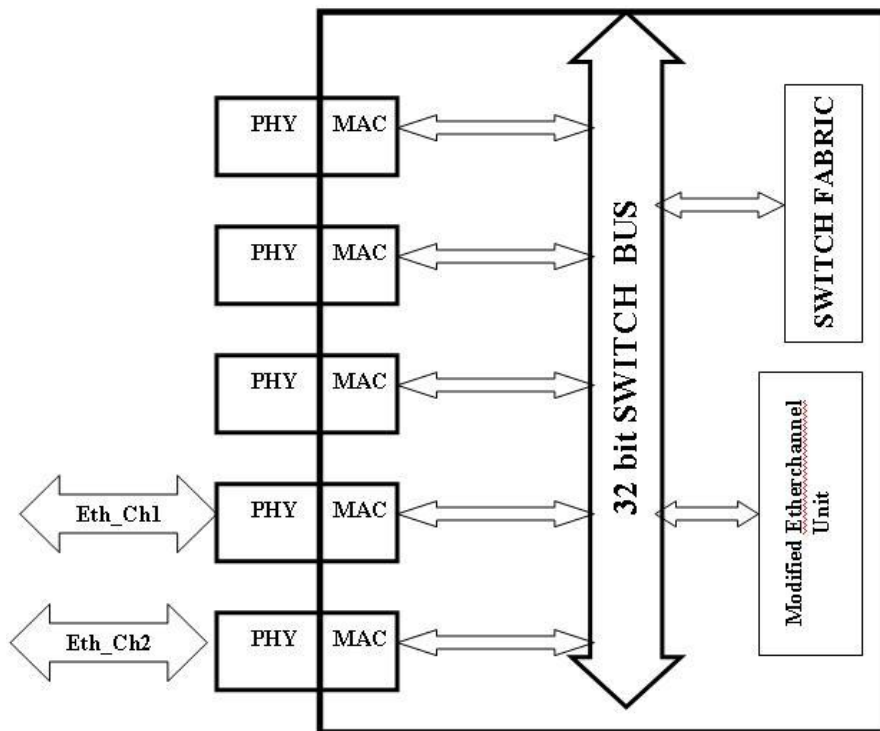 PHY MAC
PHY MAC
PHY MAC
Eth_Ch1 PHY MAC
Eth_Ch2 PHY MAC
32 bit SWITCH BUS
SWITCH FABRIC
Modified Etherchannel
Unit